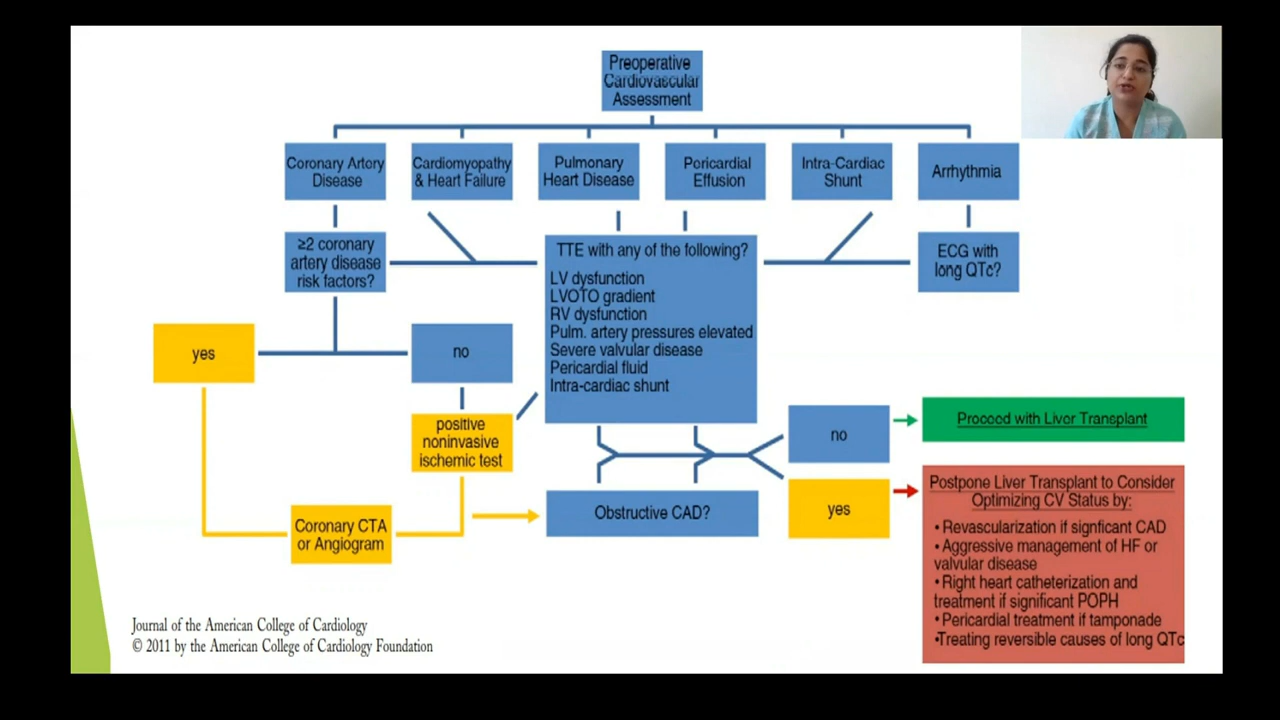 Preoperative
Cardiovascular
Assessment
Coronary Artery
Disease
Cardiomyopathy
& Heart Failure
Pulmonary
Heart Disease
Pericardial
Effusion
Intra-Cardiac
Shunt
Arrhythmia
≥2 coronary
artery disease
risk factors?
TTE with any of the following?
LV dysfunction
LVOTO gradient
RV dysfunction
Pulm. artery pressures elevated
Severe valvular disease
Pericardial fluid
Intra-cardiac shunt
ECG with
long QTc?
yes
no
positive
noninvasive
ischemic test
Coronary CTA
or Angiogram
Obstructive CAD?
no
yes
Proceed with Liver Transplant
Postpone Liver Transplant to Consider
Optimizing CV Status by:
• Revascularization if signficant CAD
• Aggressive management of HF or
valvular disease
• Right heart catheterization and
treatment if significant POPH
• Pericardial treatment if tamponade
•Treating reversible causes of long QTc
Journal of the American College of Cardiology
© 2011 by the American College of Cardiology Foundation